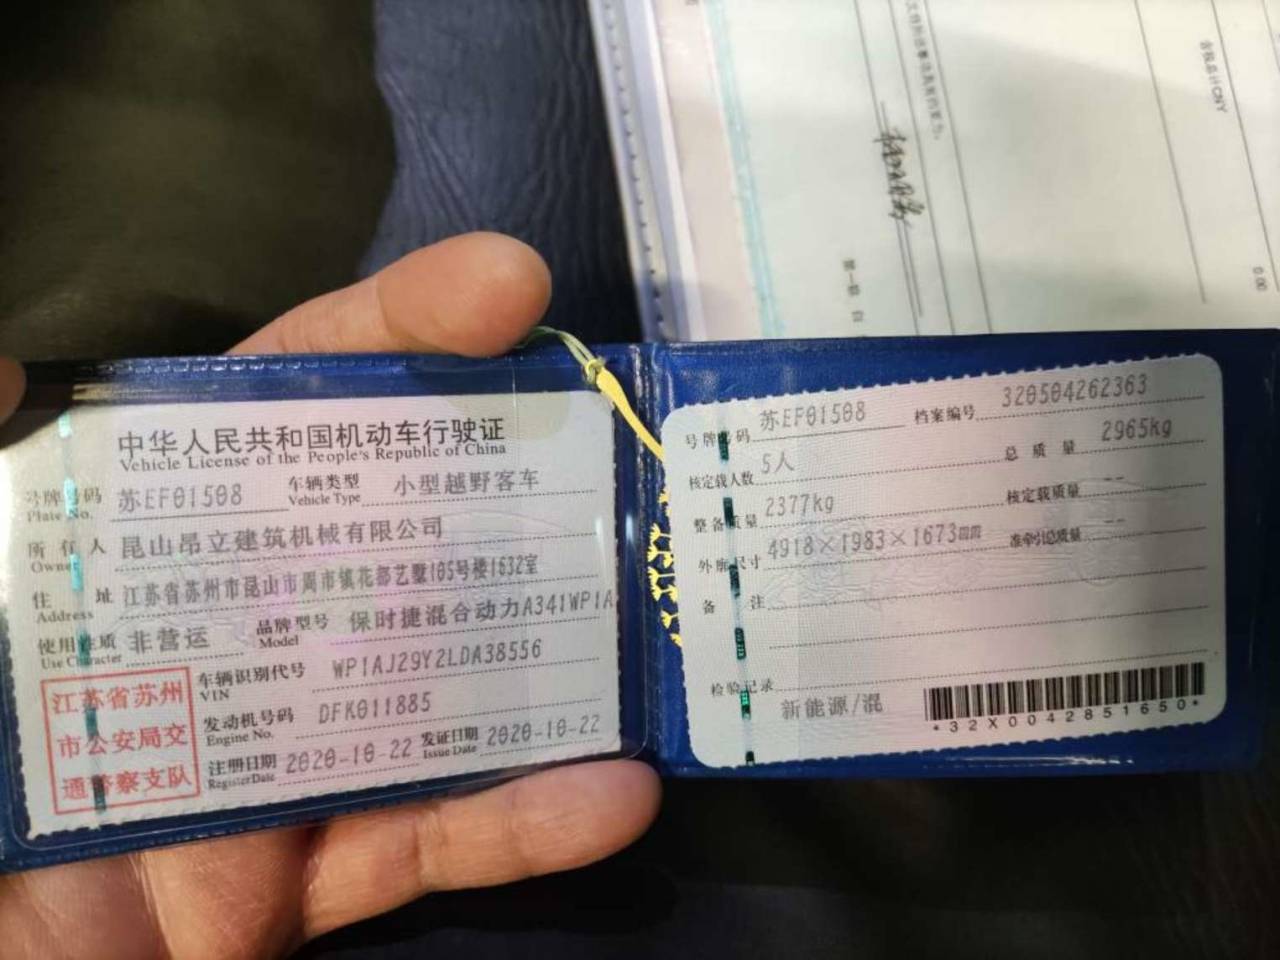 中华人民共和国机动车行驶证
Vehicle License of the People's Republic of China
号牌号码 苏EF01508 车辆类型 小型越野客车
Plate No. Vehicle Type
所有人 昆山昂立建筑机械有限公司
Owner
住址 江苏省苏州市昆山市周市镇花都艺墅105号楼1632室
Address
使用性质 非营运 品牌型号 保时捷混合动力A341WP1A
Use Character Model
车辆识别代号 WP1AJ29Y2LDA38556
VIN
发动机号码 DFK011885
Engine No.
注册日期 2020-10-22 发证日期 2020-10-22
Register Date Issue Date
江苏省苏州
市公安局交
通警察支队
号牌号码 苏EF01508 档案编号 320504262363
核定载人数 5人 总质量 2965kg
整备质量 2377kg 核定载质量 --
外廓尺寸 4918×1983×1673mm 准牵引总质量 --
备注
检验记录
新能源/混
*32X0042851650*
含税总计CNY
0.00